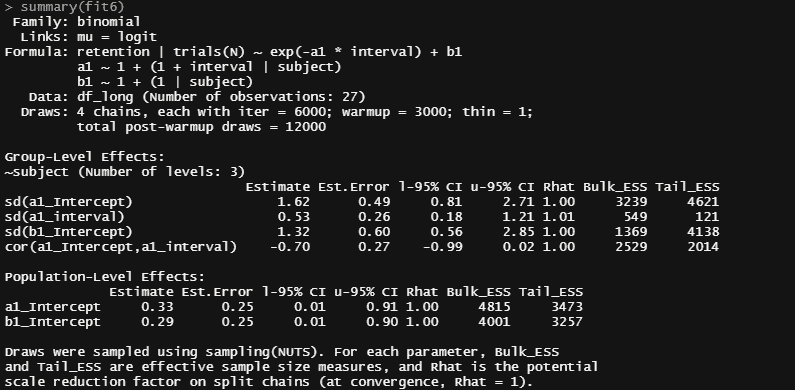 > summary(fit6)
Family: binomial
Links: mu = logit
Formula: retention | trials(N) ~ exp(-a1 * interval) + b1
a1 ~ 1 + (1 + interval | subject)
b1 ~ 1 + (1 | subject)
Data: df_long (Number of observations: 27)
Draws: 4 chains, each with iter = 6000; warmup = 3000; thin = 1;
total post-warmup draws = 12000
Group-Level Effects:
~subject (Number of levels: 3)
Estimate Est.Error l-95% CI u-95% CI Rhat Bulk_ESS Tail_ESS
sd(a1_Intercept) 1.62 0.49 0.81 2.71 1.00 3239 4621
sd(a1_interval) 0.53 0.26 0.18 1.21 1.01 549 121
sd(b1_Intercept) 1.32 0.60 0.56 2.85 1.00 1369 4138
cor(a1_Intercept,a1_interval) -0.70 0.27 -0.99 0.02 1.00 2529 2014
Population-Level Effects:
Estimate Est.Error l-95% CI u-95% CI Rhat Bulk_ESS Tail_ESS
a1_Intercept 0.33 0.25 0.01 0.91 1.00 4815 3473
b1_Intercept 0.29 0.25 0.01 0.90 1.00 4001 3257
Draws were sampled using sampling(NUTS). For each parameter, Bulk_ESS
and Tail_ESS are effective sample size measures, and Rhat is the potential
scale reduction factor on split chains (at convergence, Rhat = 1).